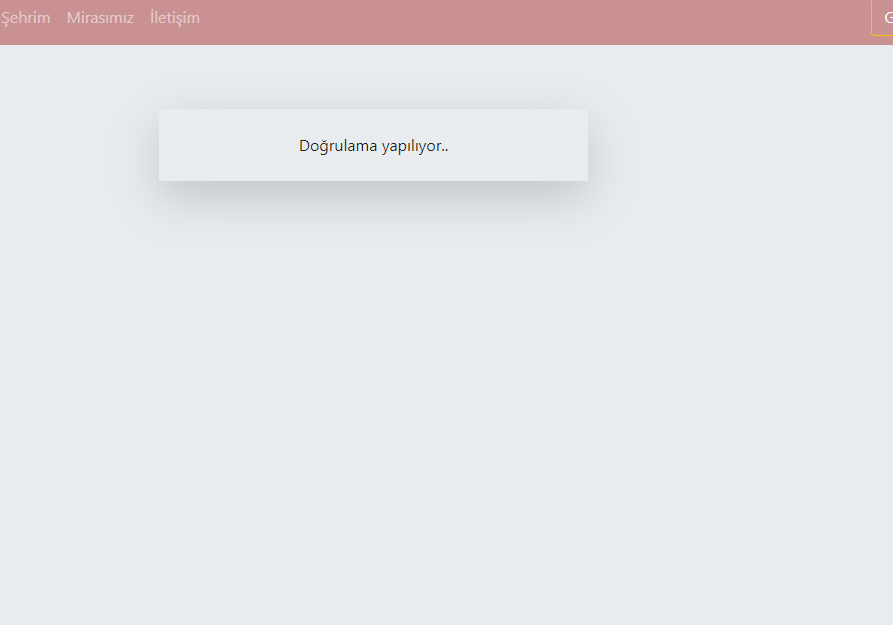 Şehrim Mirasımız İletişim G
Doğrulama yapılıyor..